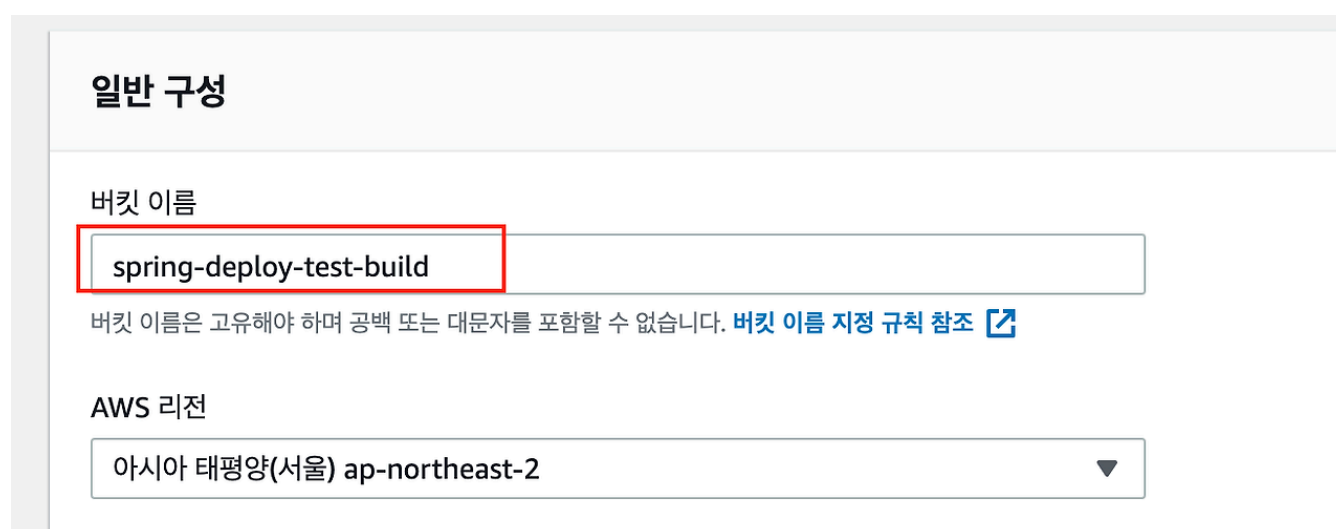 일반 구성
버킷 이름
spring-deploy-test-build
버킷 이름은 고유해야 하며 공백 또는 대문자를 포함할 수 없습니다. 버킷 이름 지정 규칙 참조
AWS 리전
아시아 태평양(서울) ap-northeast-2